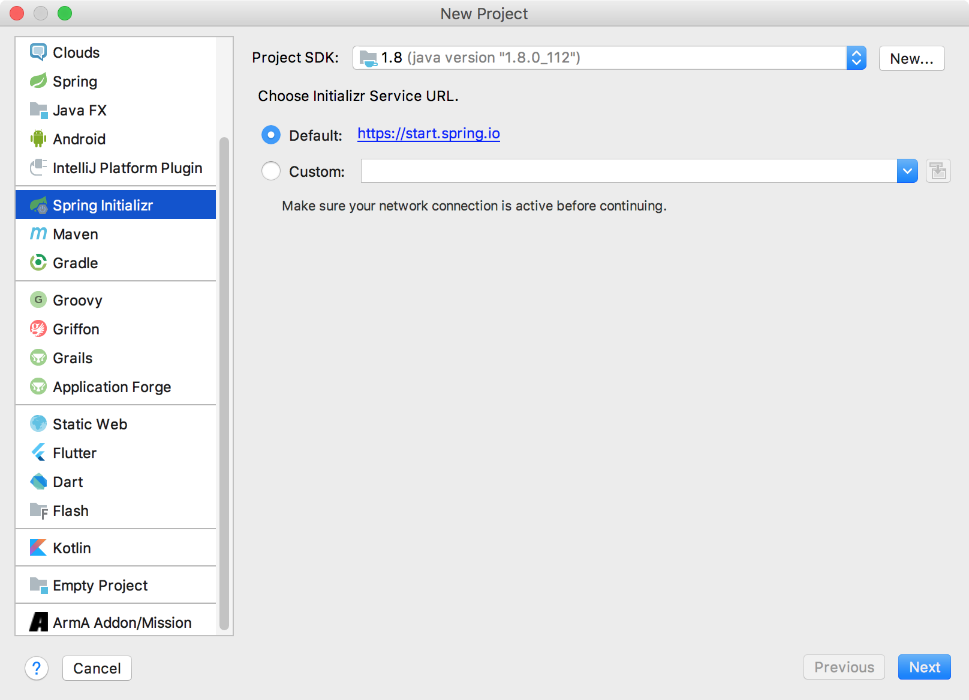 New Project
Clouds
Spring
Java FX
Android
IntelliJ Platform Plugin
Spring Initializr
Maven
Gradle
G Groovy
Griffon
Grails
Application Forge
Static Web
Flutter
Dart
Flash
Kotlin
Empty Project
ArmA Addon/Mission
Project SDK: 1.8 (java version "1.8.0_112") New...
Choose Initializr Service URL.
Default: https://start.spring.io
Custom:
Make sure your network connection is active before continuing.
? Cancel Previous Next